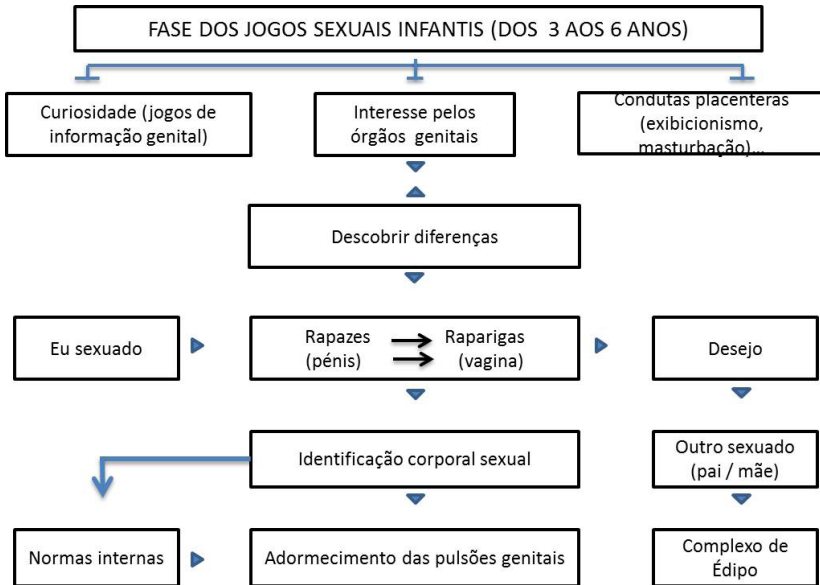 FASE DOS JOGOS SEXUAIS INFANTIS (DOS 3 AOS 6 ANOS)
Curiosidade (jogos de
informação genital)
Interesse pelos
órgãos genitais
Condutas placenteras
(exibicionismo,
masturbação)...
Descobrir diferenças
Eu sexuado
Rapazes Raparigas
(pénis) (vagina)
Desejo
Identificação corporal sexual
Outro sexuado
(pai / mãe)
Normas internas
Adormecimento das pulsões genitais
Complexo de
Édipo